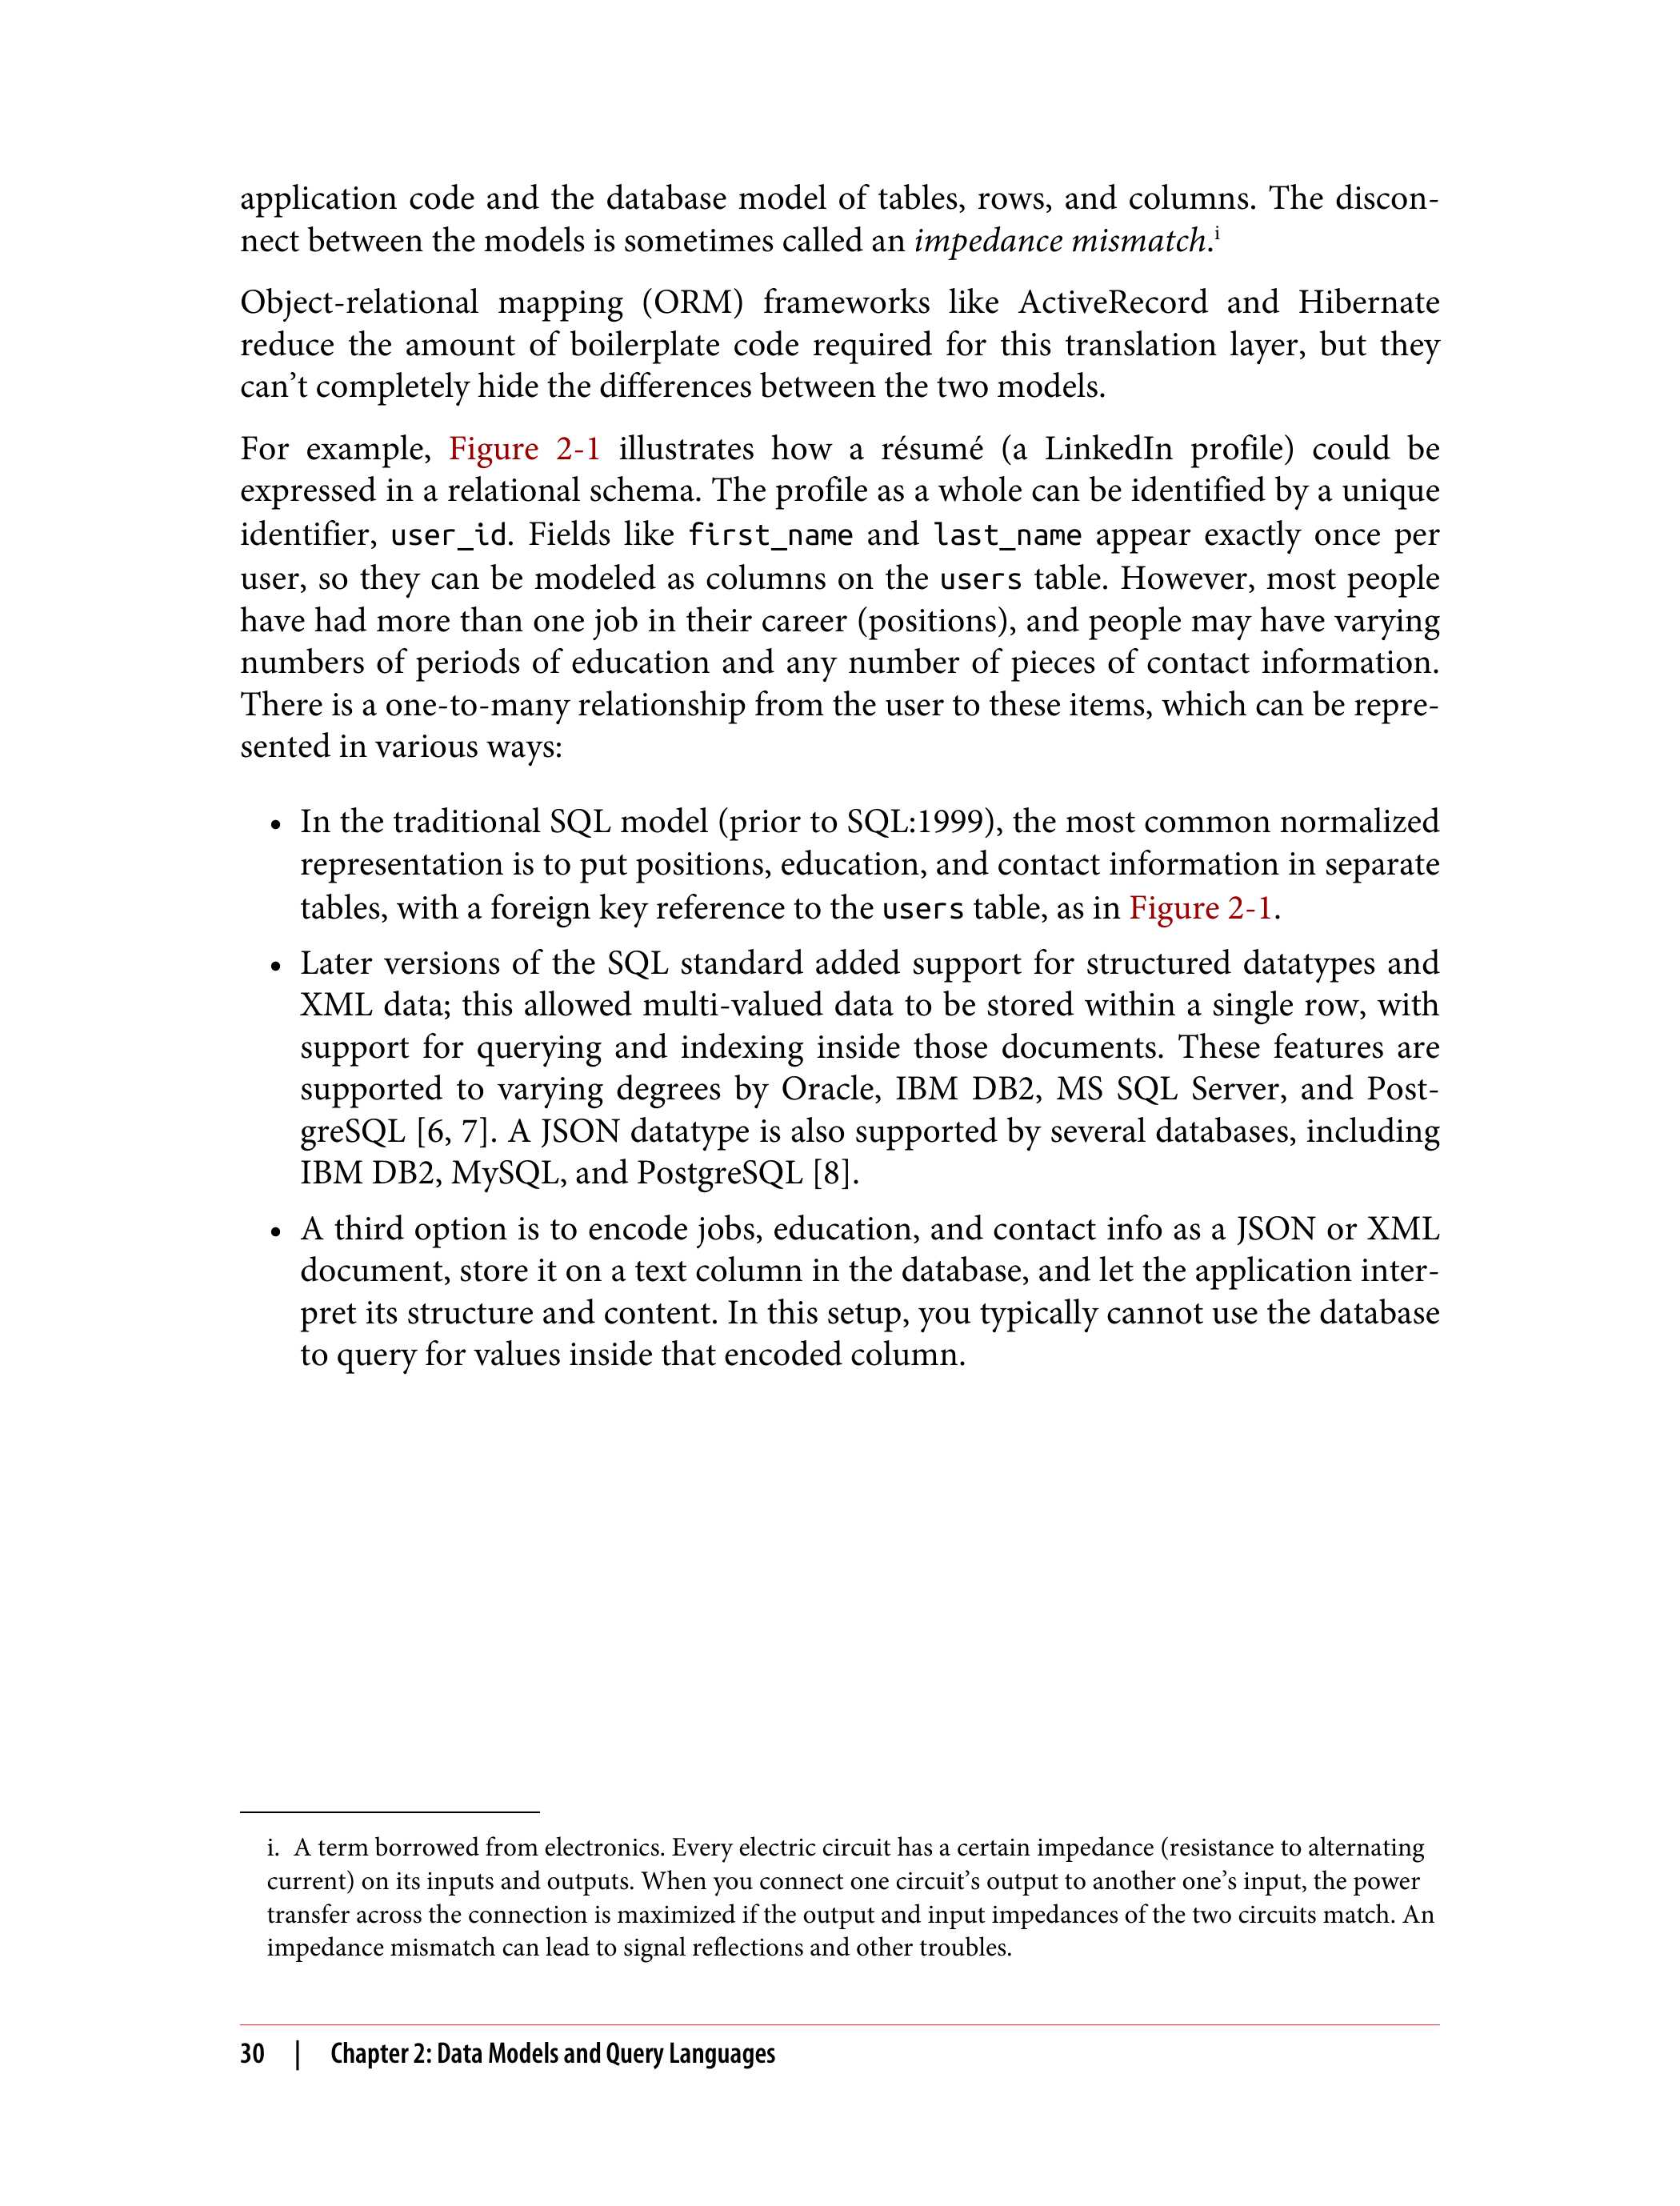 application code and the database model of tables, rows, and columns. The discon-
nect between the models is sometimes called an impedance mismatch.i
Object-relational mapping (ORM) frameworks like ActiveRecord and Hibernate
reduce the amount of boilerplate code required for this translation layer, but they
can’t completely hide the differences between the two models.
For example, Figure 2-1 illustrates how a résumé (a LinkedIn profile) could be
expressed in a relational schema. The profile as a whole can be identified by a unique
identifier, user_id. Fields like first_name and last_name appear exactly once per
user, so they can be modeled as columns on the users table. However, most people
have had more than one job in their career (positions), and people may have varying
numbers of periods of education and any number of pieces of contact information.
There is a one-to-many relationship from the user to these items, which can be repre-
sented in various ways:
• In the traditional SQL model (prior to SQL:1999), the most common normalized
representation is to put positions, education, and contact information in separate
tables, with a foreign key reference to the users table, as in Figure 2-1.
• Later versions of the SQL standard added support for structured datatypes and
XML data; this allowed multi-valued data to be stored within a single row, with
support for querying and indexing inside those documents. These features are
supported to varying degrees by Oracle, IBM DB2, MS SQL Server, and Post-
greSQL [6, 7]. A JSON datatype is also supported by several databases, including
IBM DB2, MySQL, and PostgreSQL [8].
• A third option is to encode jobs, education, and contact info as a JSON or XML
document, store it on a text column in the database, and let the application inter-
pret its structure and content. In this setup, you typically cannot use the database
to query for values inside that encoded column.
i. A term borrowed from electronics. Every electric circuit has a certain impedance (resistance to alternating
current) on its inputs and outputs. When you connect one circuit’s output to another one’s input, the power
transfer across the connection is maximized if the output and input impedances of the two circuits match. An
impedance mismatch can lead to signal reflections and other troubles.
30 | Chapter 2: Data Models and Query Languages